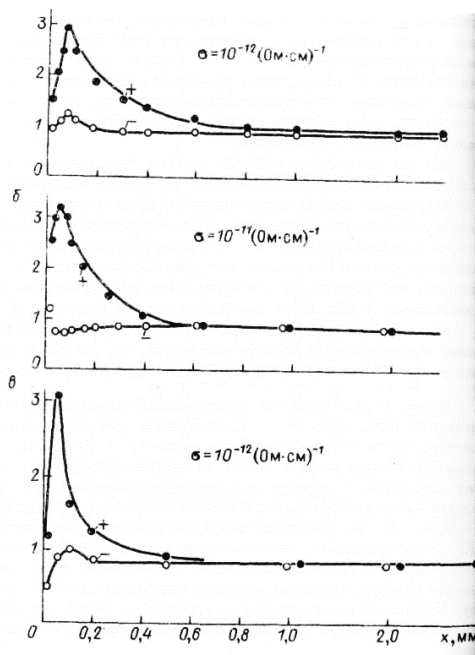 3
σ=10⁻¹²(Ом·см)⁻¹
2
+
1
−
0
б
3
σ=10⁻¹¹(Ом·см)⁻¹
2
+
1
−
0
в
3
σ=10⁻¹²(Ом·см)⁻¹
2
+
1
−
0 0,2 0,4 0,6 0,8 1,0 2,0 x, мм